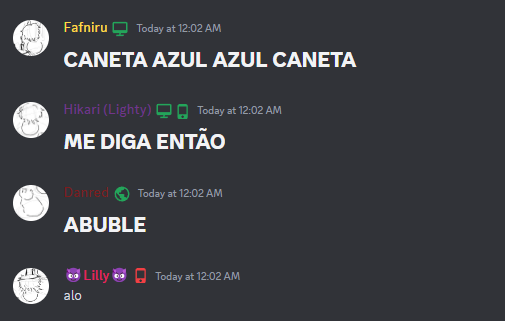 Fafniru Today at 12:02 AM
CANETA AZUL AZUL CANETA
Hikari (Lighty) Today at 12:02 AM
ME DIGA ENTÃO
Danrod Today at 12:02 AM
ABUBLE
😈Lilly😈 Today at 12:02 AM
alo